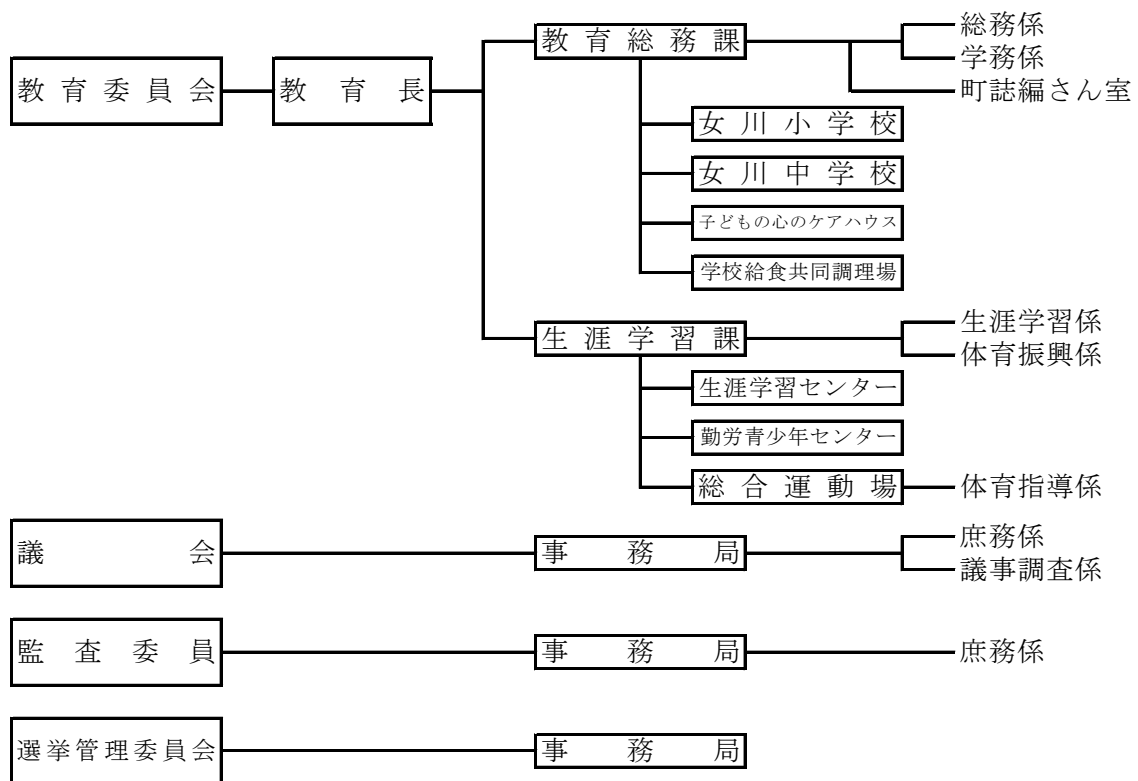 教育総務課
総務係
学務係
教育委員会
教育長
町誌編さん室
女川小学校
女川中学校
子どもの心のケアハウス
学校給食共同調理場
生涯学習課
生涯学習係
体育振興係
生涯学習センター
勤労青少年センター
総合運動場
体育指導係
議会
事務局
庶務係
議事調査係
監査委員
事務局
庶務係
選挙管理委員会
事務局